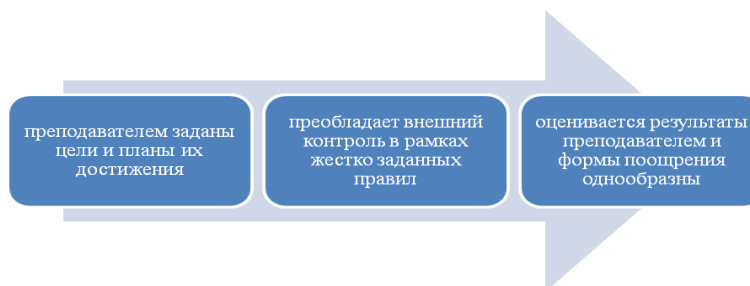 преподавателем заданы
цели и планы их
достижения
преобладает внешний
контроль в рамках
жестко заданных
правил
оценивается результаты
преподавателем и
формы поощрения
однообразны